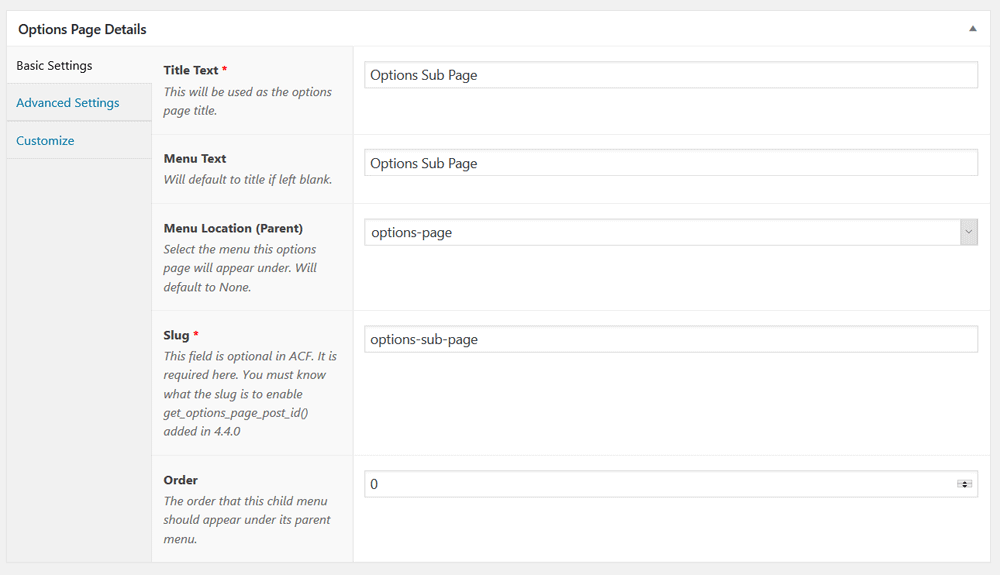 Options Page Details
Basic Settings
Advanced Settings
Customize
Title Text *
This will be used as the options
page title.
Options Sub Page
Menu Text
Will default to title if left blank.
Options Sub Page
Menu Location (Parent)
Select the menu this options
page will appear under. Will
default to None.
options-page
Slug *
This field is optional in ACF. It is
required here. You must know
what the slug is to enable
get_options_page_post_id()
added in 4.4.0
options-sub-page
Order
The order that this child menu
should appear under its parent
menu.
0